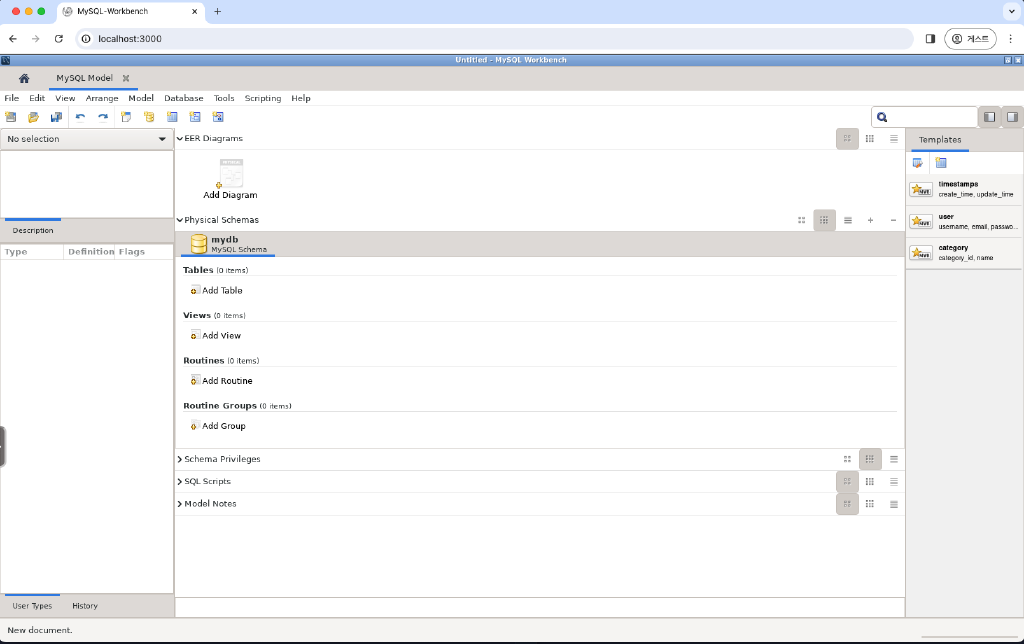 MySQL-Workbench
localhost:3000
게스트
Untitled - MySQL Workbench
MySQL Model
File Edit View Arrange Model Database Tools Scripting Help
No selection
EER Diagrams
Add Diagram
Physical Schemas
mydb
MySQL Schema
Description
Type Definition Flags
Tables (0 items)
Add Table
Views (0 items)
Add View
Routines (0 items)
Add Routine
Routine Groups (0 items)
Add Group
Schema Privileges
SQL Scripts
Model Notes
Templates
timestamps
create_time, update_time
user
username, email, passwo...
category
category_id, name
User Types History
New document.